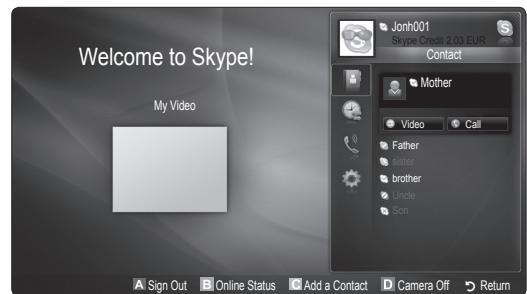 Welcome to Skype!
My Video
Jonh001
Skype Credit 2.03 EUR
Contact
Mother
Video
Call
Father
sister
brother
Uncle
Son
A Sign Out B Online Status C Add a Contact D Camera Off Return